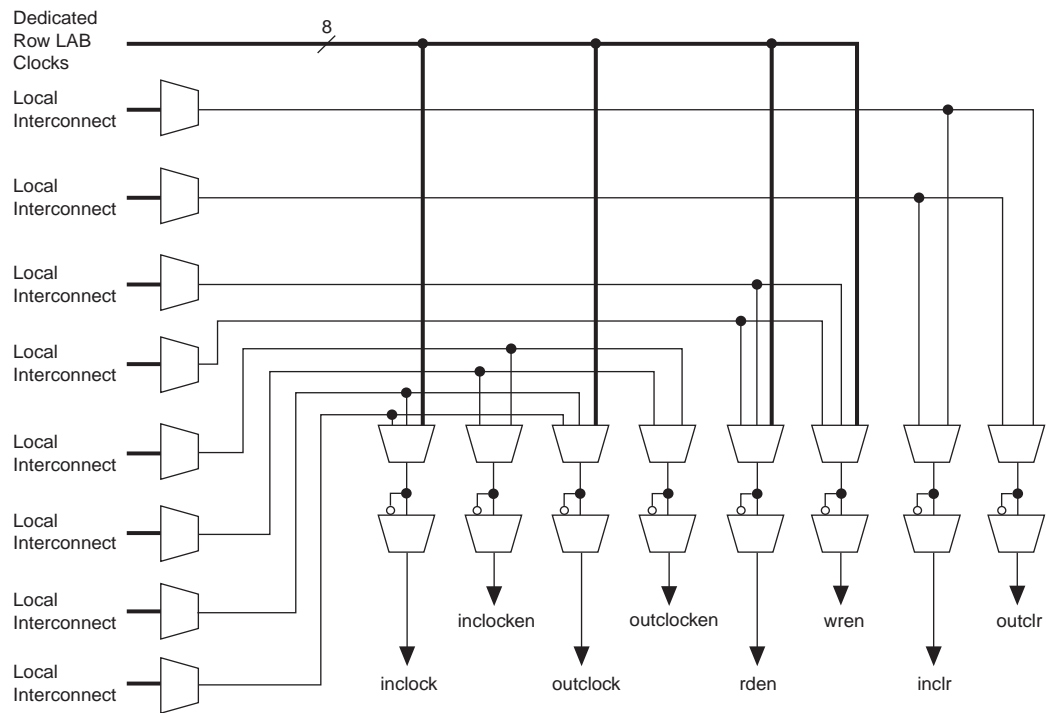 Dedicated
Row LAB
Clocks
8
Local
Interconnect
Local
Interconnect
Local
Interconnect
Local
Interconnect
Local
Interconnect
Local
Interconnect
Local
Interconnect
Local
Interconnect
inclocken
outclocken
wren
outclr
inclock
outclock
rden
inclr